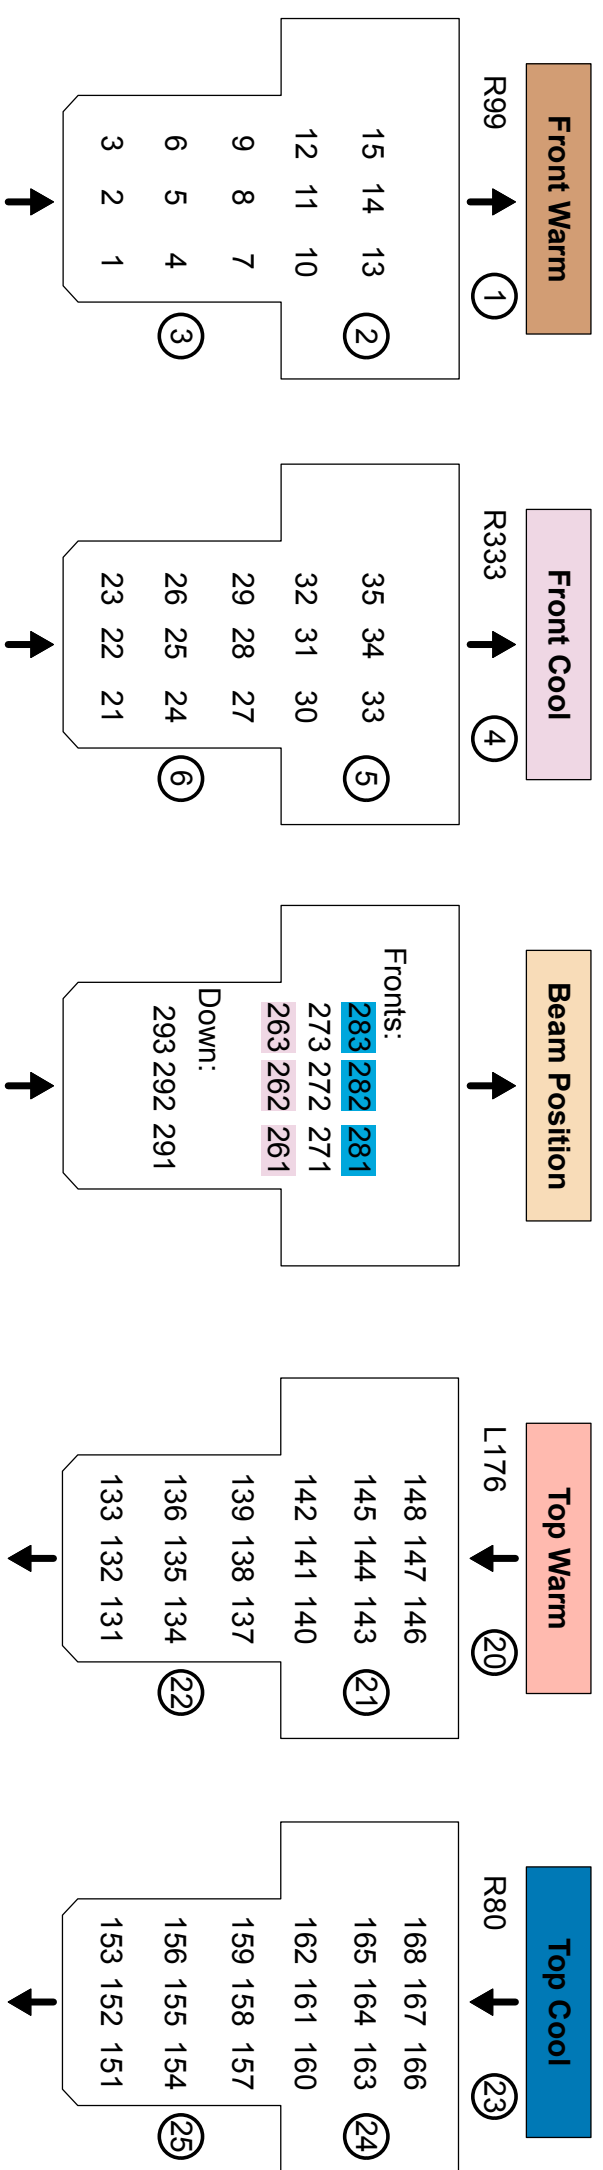 Front Warm
R99 1
15 14 13 2
12 11 10
9 8 7
6 5 4 3
3 2 1
Front Cool
R333 4
35 34 33 5
32 31 30
29 28 27
26 25 24 6
23 22 21
Beam Position
Fronts:
283 282 281
273 272 271
263 262 261
Down:
293 292 291
Top Warm
L176 20
148 147 146
145 144 143 21
142 141 140
139 138 137
136 135 134 22
133 132 131
Top Cool
R80 23
168 167 166
165 164 163 24
162 161 160
159 158 157
156 155 154 25
153 152 151